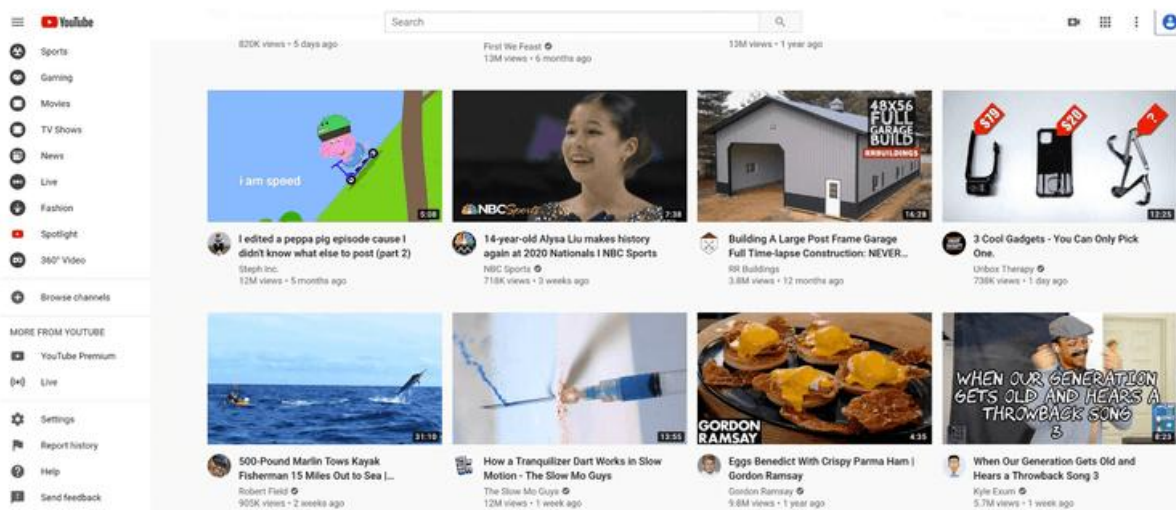 YouTube
Search
Sports
Gaming
Movies
TV Shows
News
Live
Fashion
Spotlight
360° Video
Browse channels
MORE FROM YOUTUBE
YouTube Premium
Live
Settings
Report history
Help
Send feedback
820K views • 5 days ago
First We Feast
13M views • 6 months ago
13M views • 1 year ago
i am speed
5:08
NBC Sports
7:38
48X56
FULL
GARAGE
BUILD
RRBUILDINGS
16:28
$79
$20
?
12:25
I edited a peppa pig episode cause I
didn't know what else to post (part 2)
Steph Inc.
12M views • 5 months ago
14-year-old Alysa Liu makes history
again at 2020 Nationals I NBC Sports
NBC Sports
718K views • 3 weeks ago
Building A Large Post Frame Garage
Full Time-lapse Construction: NEVER...
RR Buildings
3.8M views • 12 months ago
3 Cool Gadgets - You Can Only Pick
One.
Unbox Therapy
738K views • 1 day ago
31:10
13:55
GORDON
RAMSAY
4:35
WHEN OUR GENERATION
GETS OLD AND HEARS A
THROWBACK SONG
3
8:23
500-Pound Marlin Tows Kayak
Fisherman 15 Miles Out to Sea |...
Robert Field
905K views • 2 weeks ago
How a Tranquilizer Dart Works in Slow
Motion - The Slow Mo Guys
The Slow Mo Guys
12M views • 1 week ago
Eggs Benedict With Crispy Parma Ham |
Gordon Ramsay
Gordon Ramsay
9.8M views • 1 year ago
When Our Generation Gets Old and
Hears a Throwback Song 3
Kyle Exum
5.7M views • 1 week ago